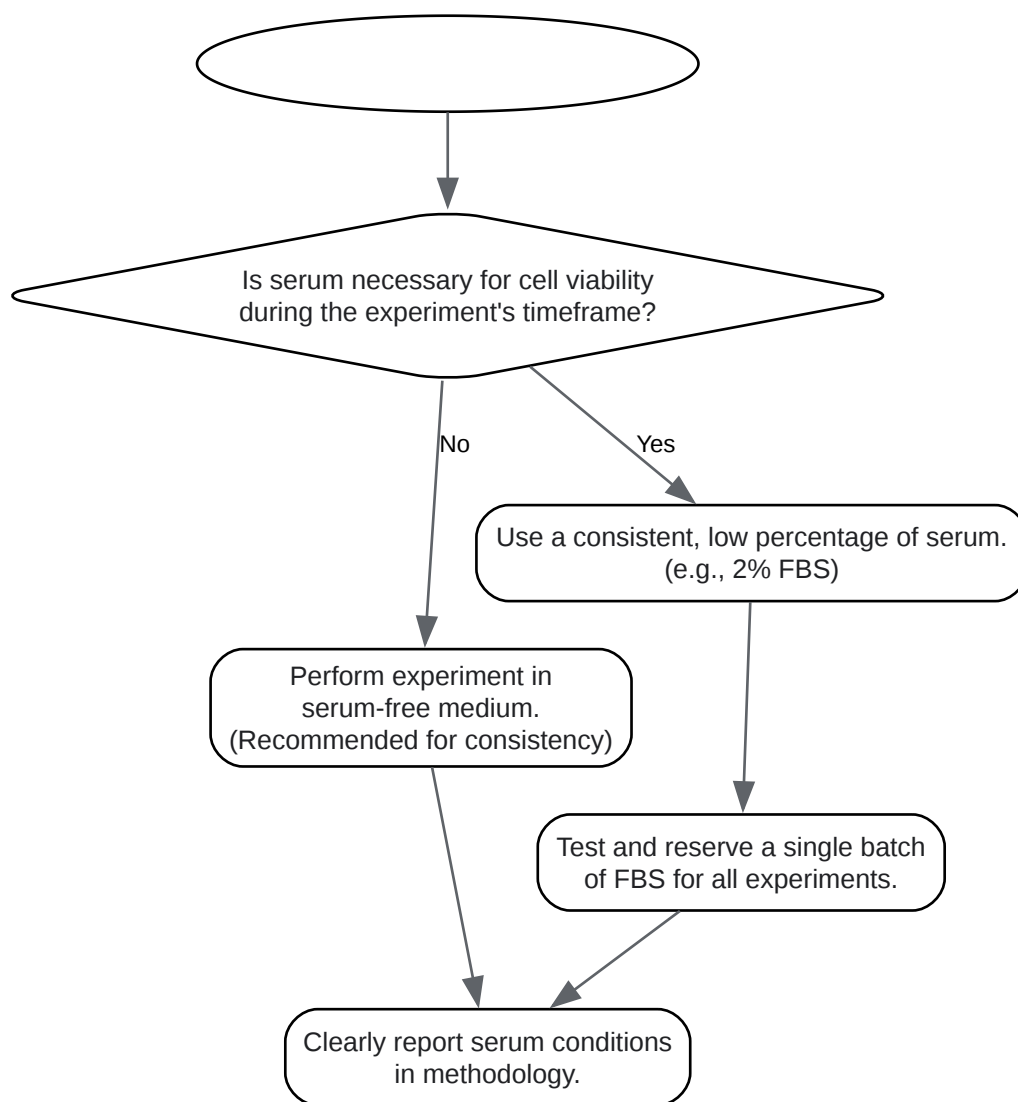 Is serum necessary for cell viability
during the experiment's timeframe?
No
Yes
Use a consistent, low percentage of serum.
(e.g., 2% FBS)
Perform experiment in
serum-free medium.
(Recommended for consistency)
Test and reserve a single batch
of FBS for all experiments.
Clearly report serum conditions
in methodology.